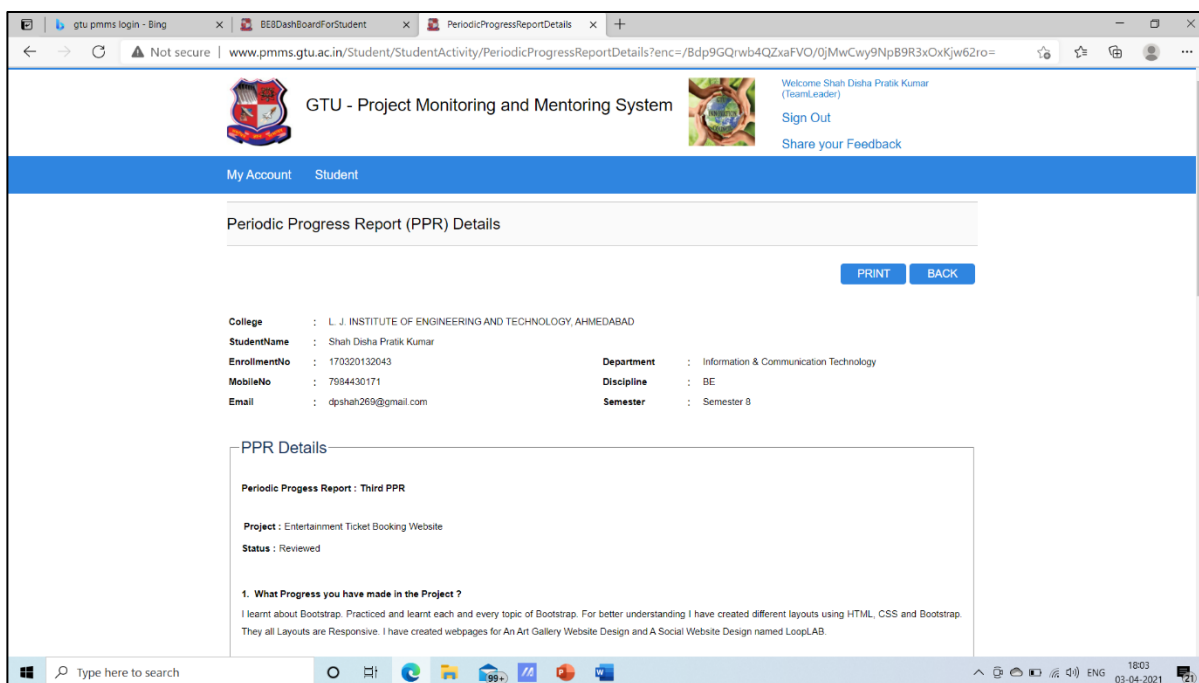 gtu pmms login - Bing
BE8DashBoardForStudent
PeriodicProgressReportDetails
Not secure | www.pmms.gtu.ac.in/Student/StudentActivity/PeriodicProgressReportDetails?enc=/Bdp9GQrwb4QZxaFVO/0jMwCwy9NpB9R3xOxKjw62ro=
GTU - Project Monitoring and Mentoring System
Welcome Shah Disha Pratik Kumar
(TeamLeader)
Sign Out
Share your Feedback
My Account Student
Periodic Progress Report (PPR) Details
PRINT BACK
College : L. J. INSTITUTE OF ENGINEERING AND TECHNOLOGY, AHMEDABAD
StudentName : Shah Disha Pratik Kumar
EnrollmentNo : 170320132043 Department : Information & Communication Technology
MobileNo : 7984430171 Discipline : BE
Email : dpshah269@gmail.com Semester : Semester 8
PPR Details
Periodic Progess Report : Third PPR
Project : Entertainment Ticket Booking Website
Status : Reviewed
1. What Progress you have made in the Project ?
I learnt about Bootstrap. Practiced and learnt each and every topic of Bootstrap. For better understanding I have created different layouts using HTML, CSS and Bootstrap.
They all Layouts are Responsive. I have created webpages for An Art Gallery Website Design and A Social Website Design named LoopLAB.
Type here to search
99+
ENG
18:03
03-04-2021
21